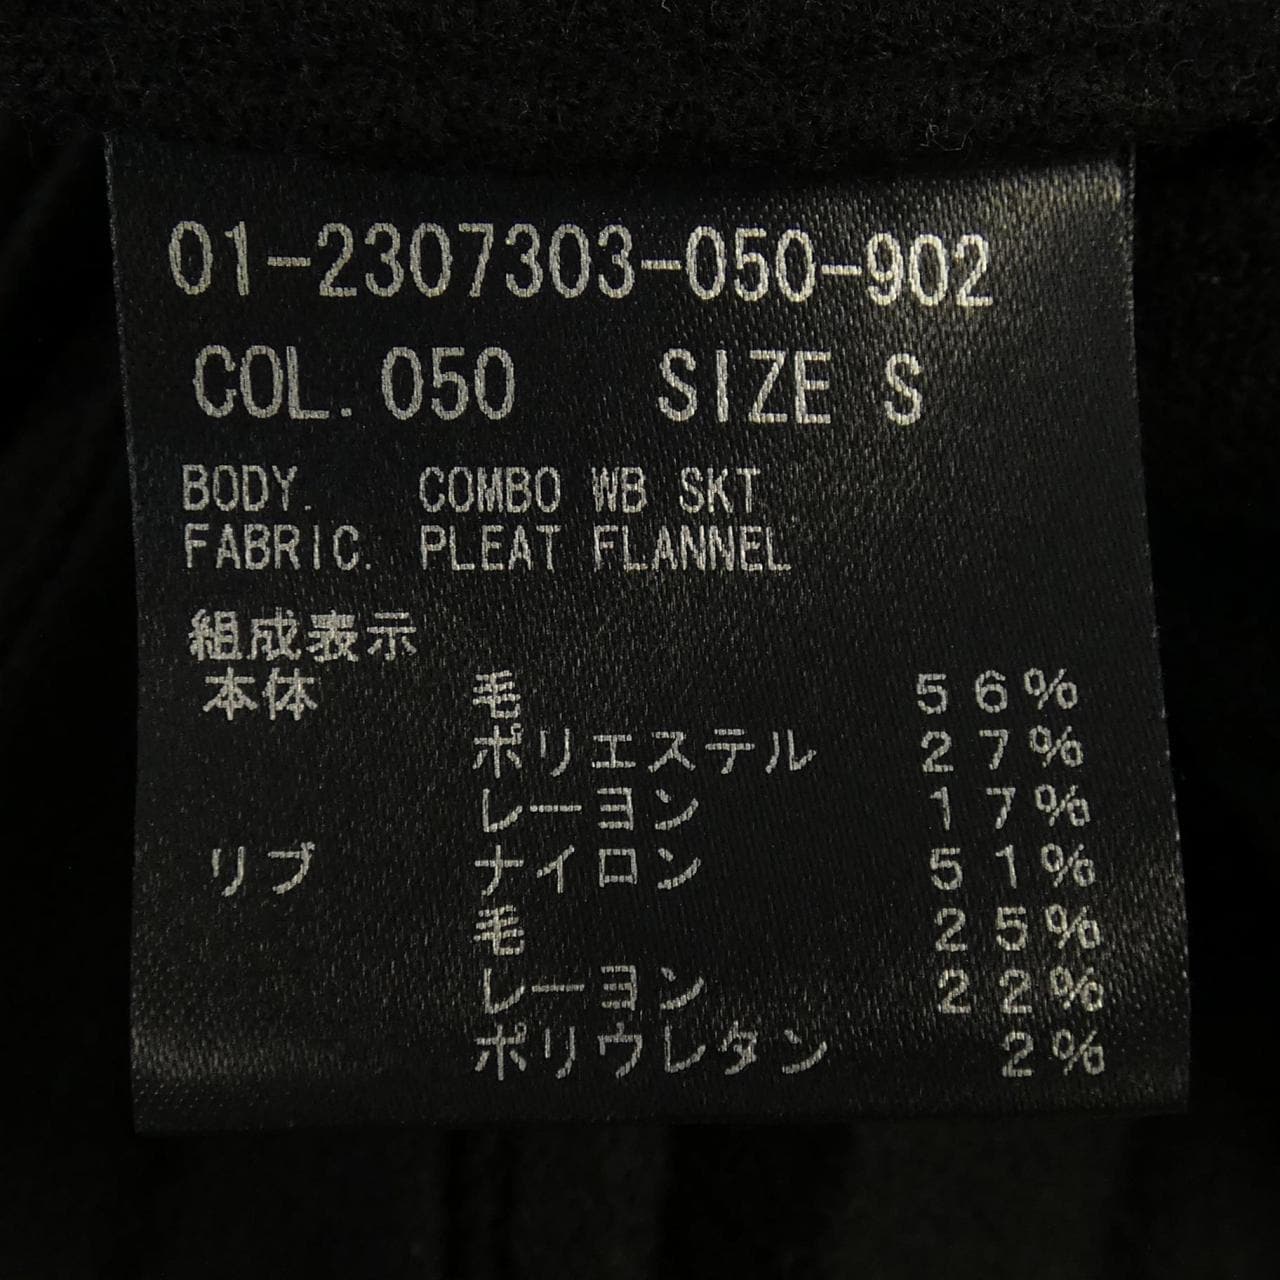 01-2307303-050-902
COL. 050 SIZE S
BODY. COMBO WB SKT
FABRIC. PLEAT FLANNEL
組成表示
本体 毛 56%
ポリエステル 27%
レーヨン 17%
リブ ナイロン 51%
毛 25%
レーヨン 22%
ポリウレタン 2%